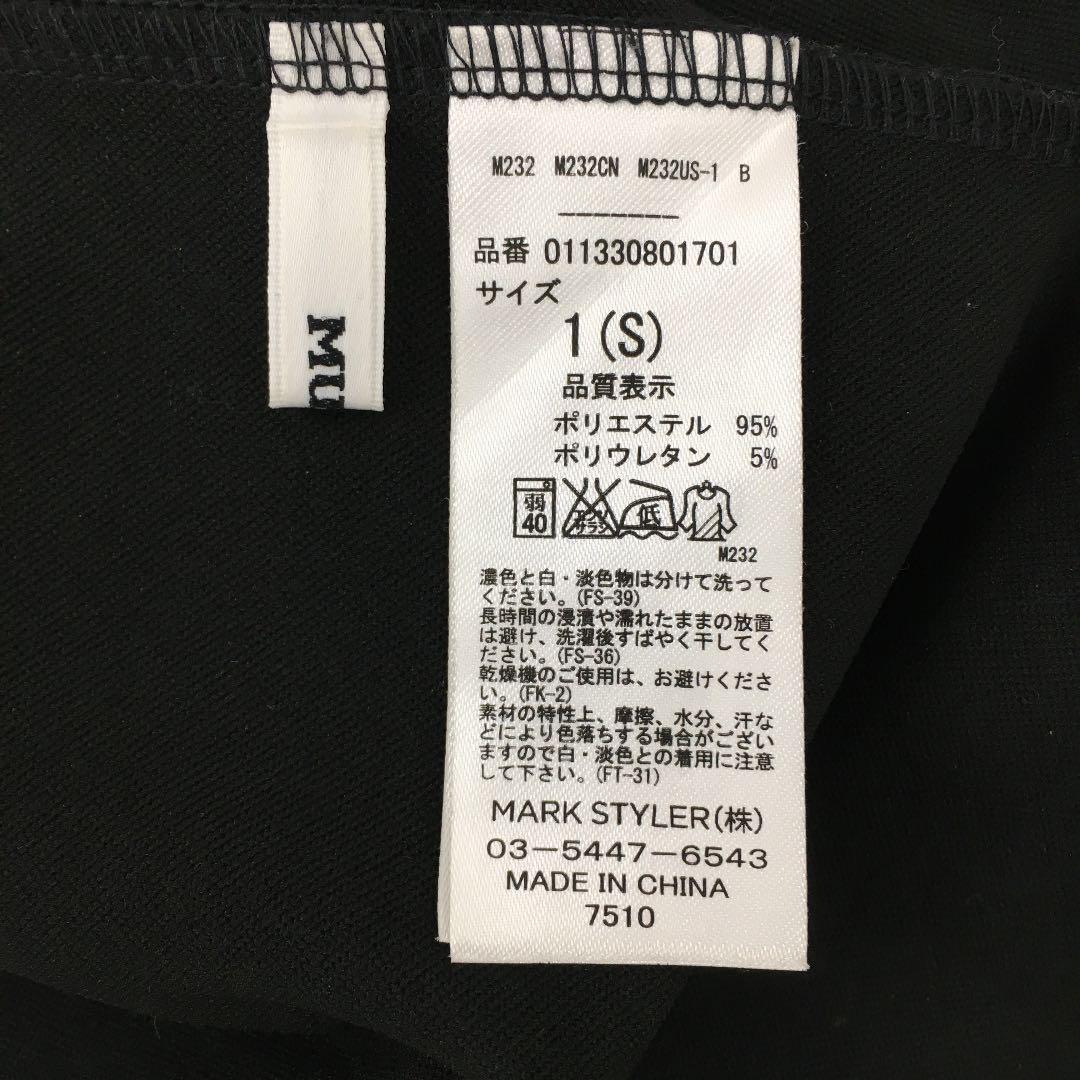 MU
M232 M232CN M232US-1 B
-------
品番 011330801701
サイズ
1(S)
品質表示
ポリエステル 95%
ポリウレタン 5%
弱
40
エンソ
サラシ
低
M232
濃色と白・淡色物は分けて洗って
ください。(FS-39)
長時間の浸漬や濡れたままの放置
は避け、洗濯後すばやく干してく
ださい。(FS-36)
乾燥機のご使用は、お避けくださ
い。(FK-2)
素材の特性上、摩擦、水分、汗な
どにより色落ちする場合がござい
ますので白・淡色との着用に注意
して下さい。(FT-31)
MARK STYLER(株)
03-5447-6543
MADE IN CHINA
7510